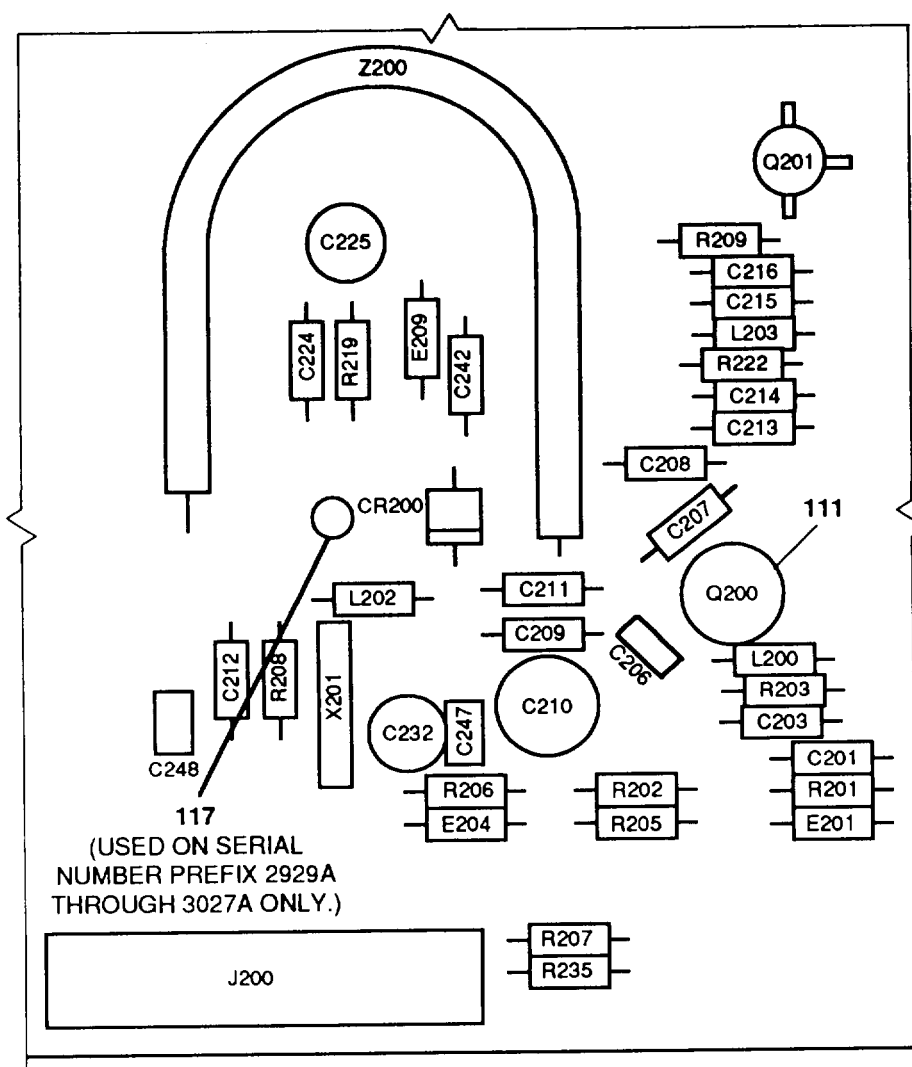 Z200
Q201
C225
R209
C216
C215
L203
R222
C214
C213
C224
R219
E209
C242
C208
CR200
C207
111
L202
C211
Q200
C209
C206
C212
R208
X201
L200
R203
C203
C210
C232
C247
C248
C201
R206
R202
R201
E204
R205
E201
117
(USED ON SERIAL
NUMBER PREFIX 2929A
THROUGH 3027A ONLY.)
R207
R235
J200